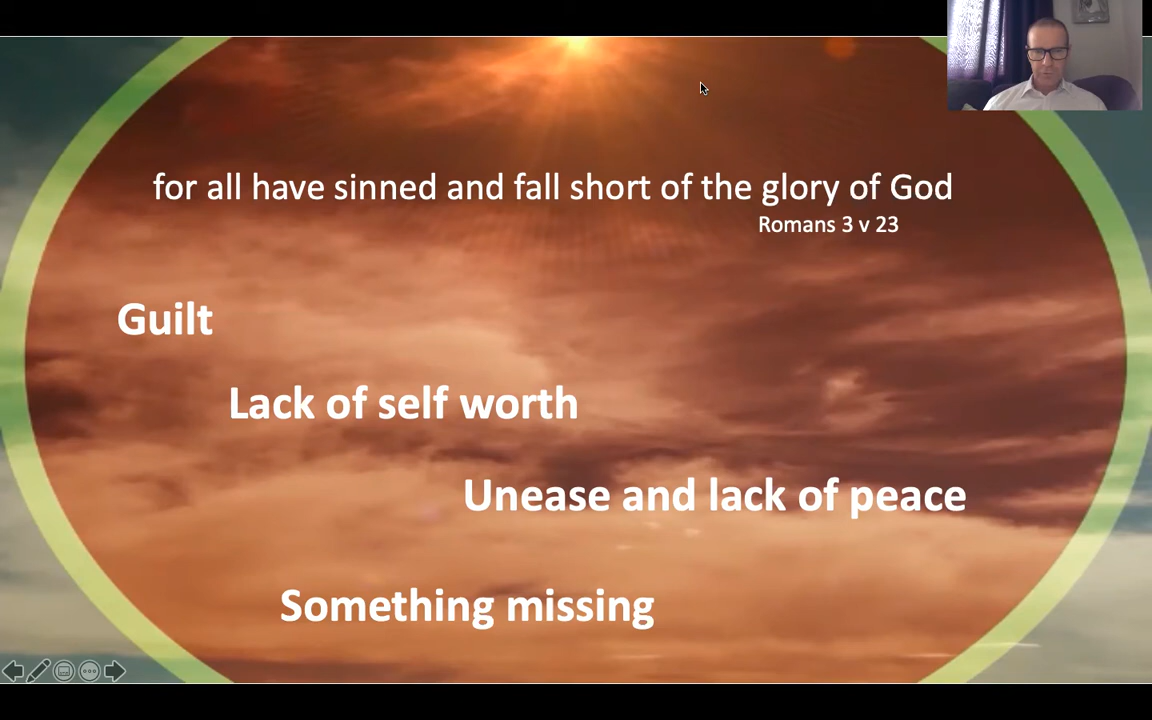 for all have sinned and fall short of the glory of God
Romans 3 v 23
Guilt
Lack of self worth
Unease and lack of peace
Something missing